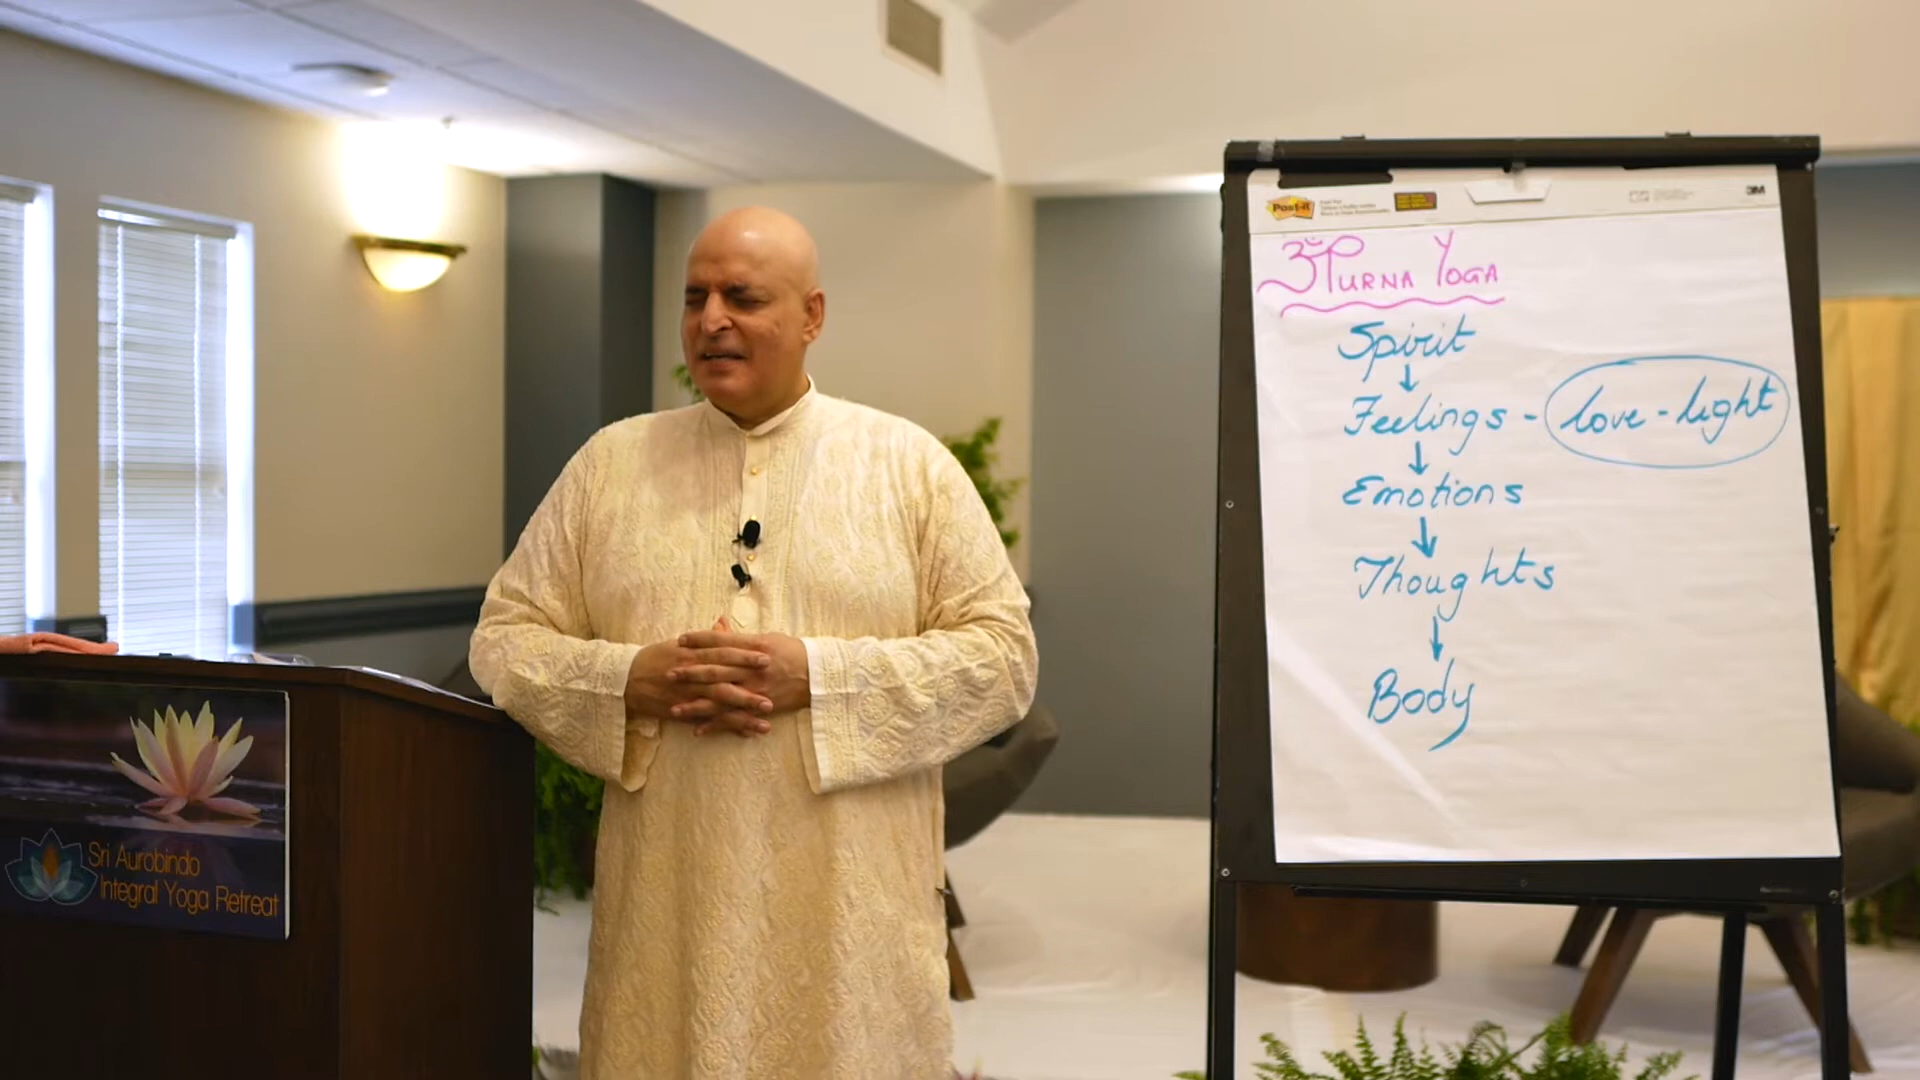 Post-it
3M
ॐ PURNA YOGA
Spirit
↓
Feelings - love - light
↓
Emotions
↓
Thoughts
↓
Body
Sri Aurobindo
Integral Yoga Retreat